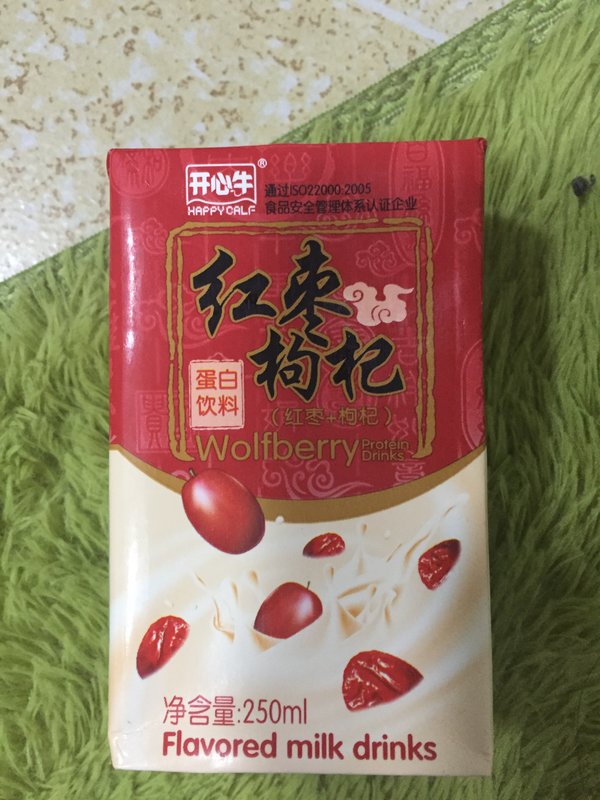 开心牛®
HAPPY CALF
通过ISO22000:2005
食品安全管理体系认证企业
红枣
枸杞
蛋白
饮料
（红枣+枸杞）
Wolfberry Protein
Drinks
净含量:250ml
Flavored milk drinks